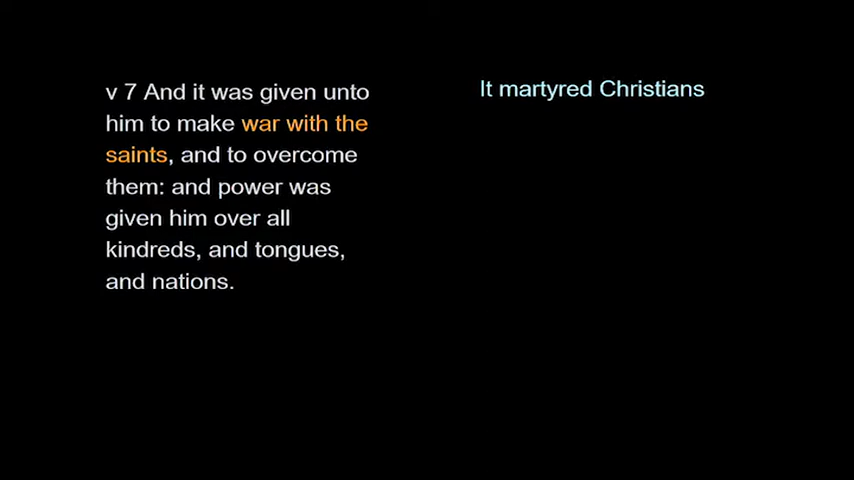 v 7 And it was given unto
him to make war with the
saints, and to overcome
them: and power was
given him over all
kindreds, and tongues,
and nations.
It martyred Christians